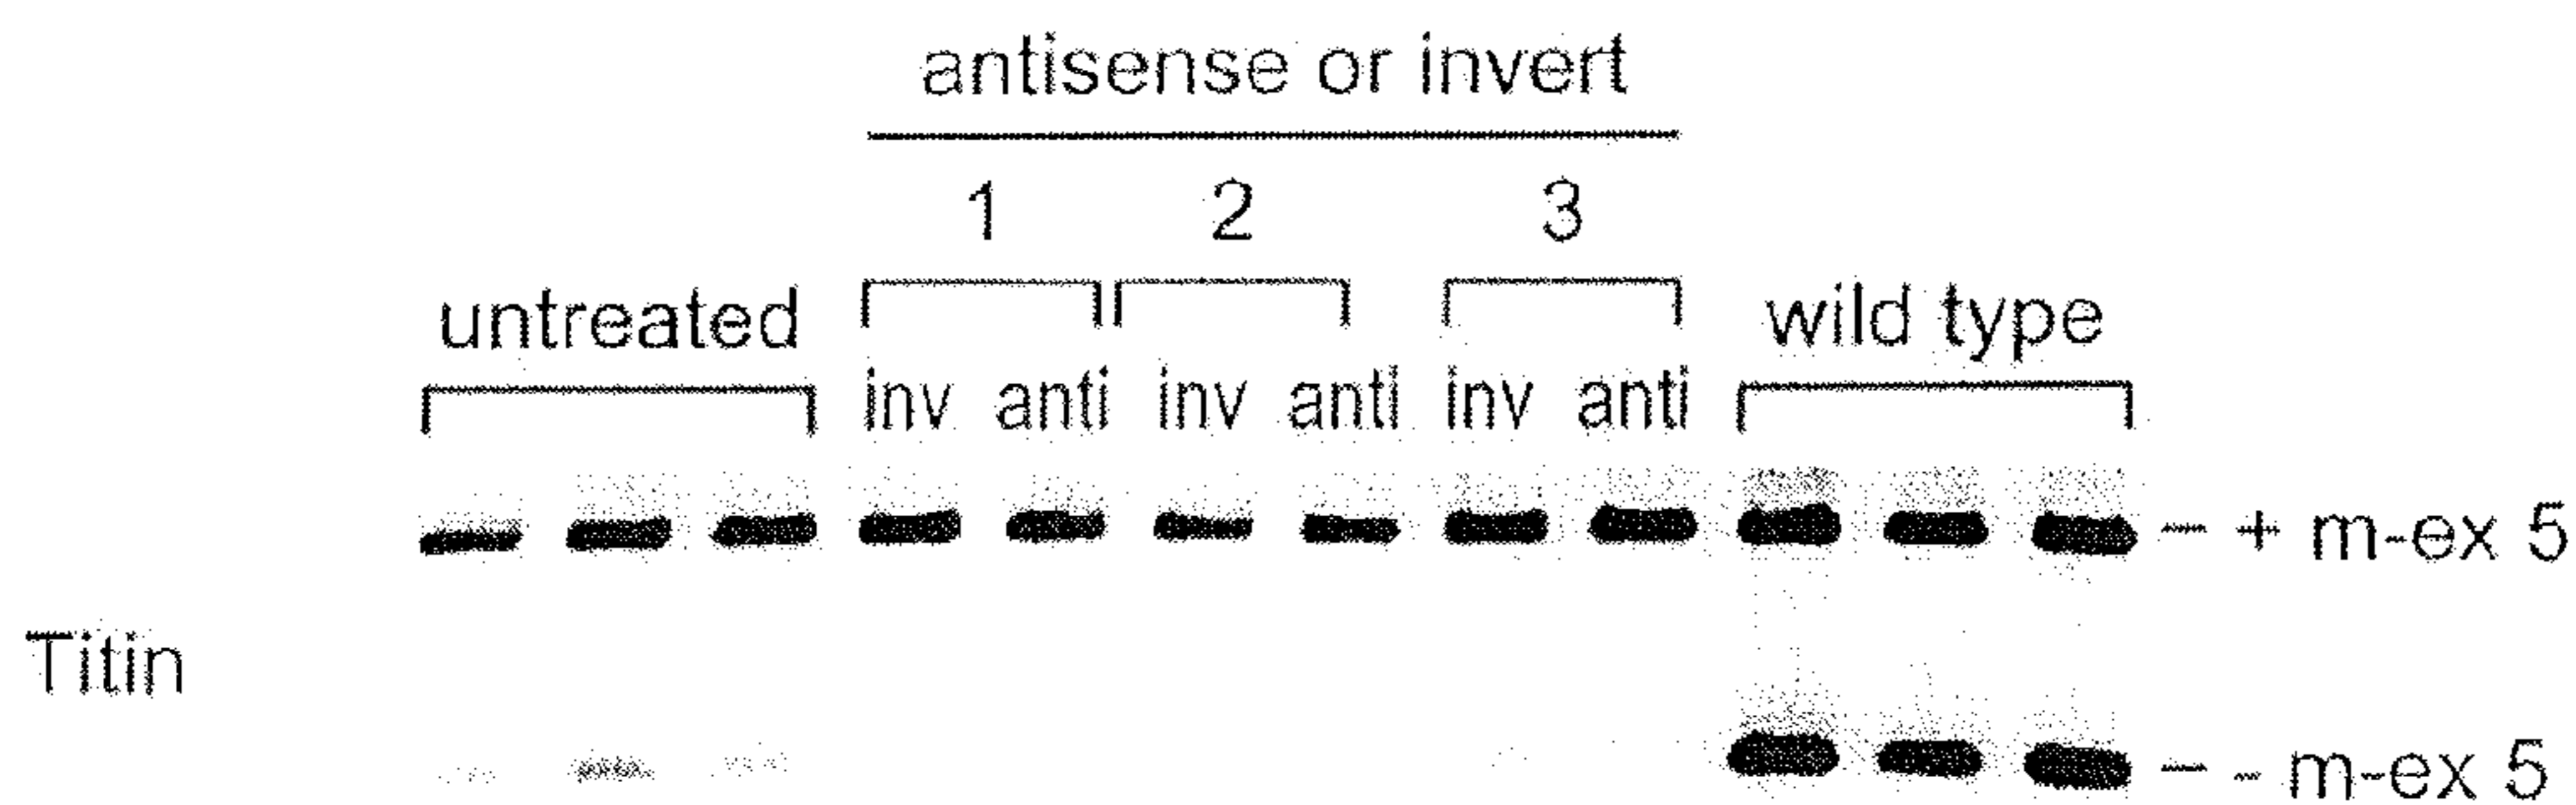 antisense or invert
1 2 3
untreated wild type
inv anti inv anti inv anti
+ m-ex 5
Titin
- m-ex 5